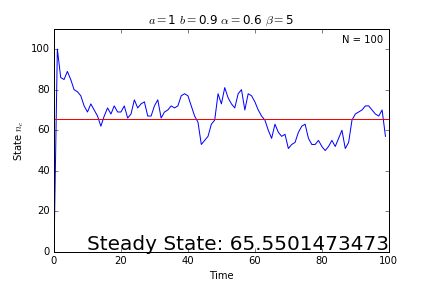 a = 1 b = 0.9 α = 0.6 β = 5
N = 100
100
80
60
40
20
0
State n_c
Steady State: 65.5501473473
0 20 40 60 80 100
Time